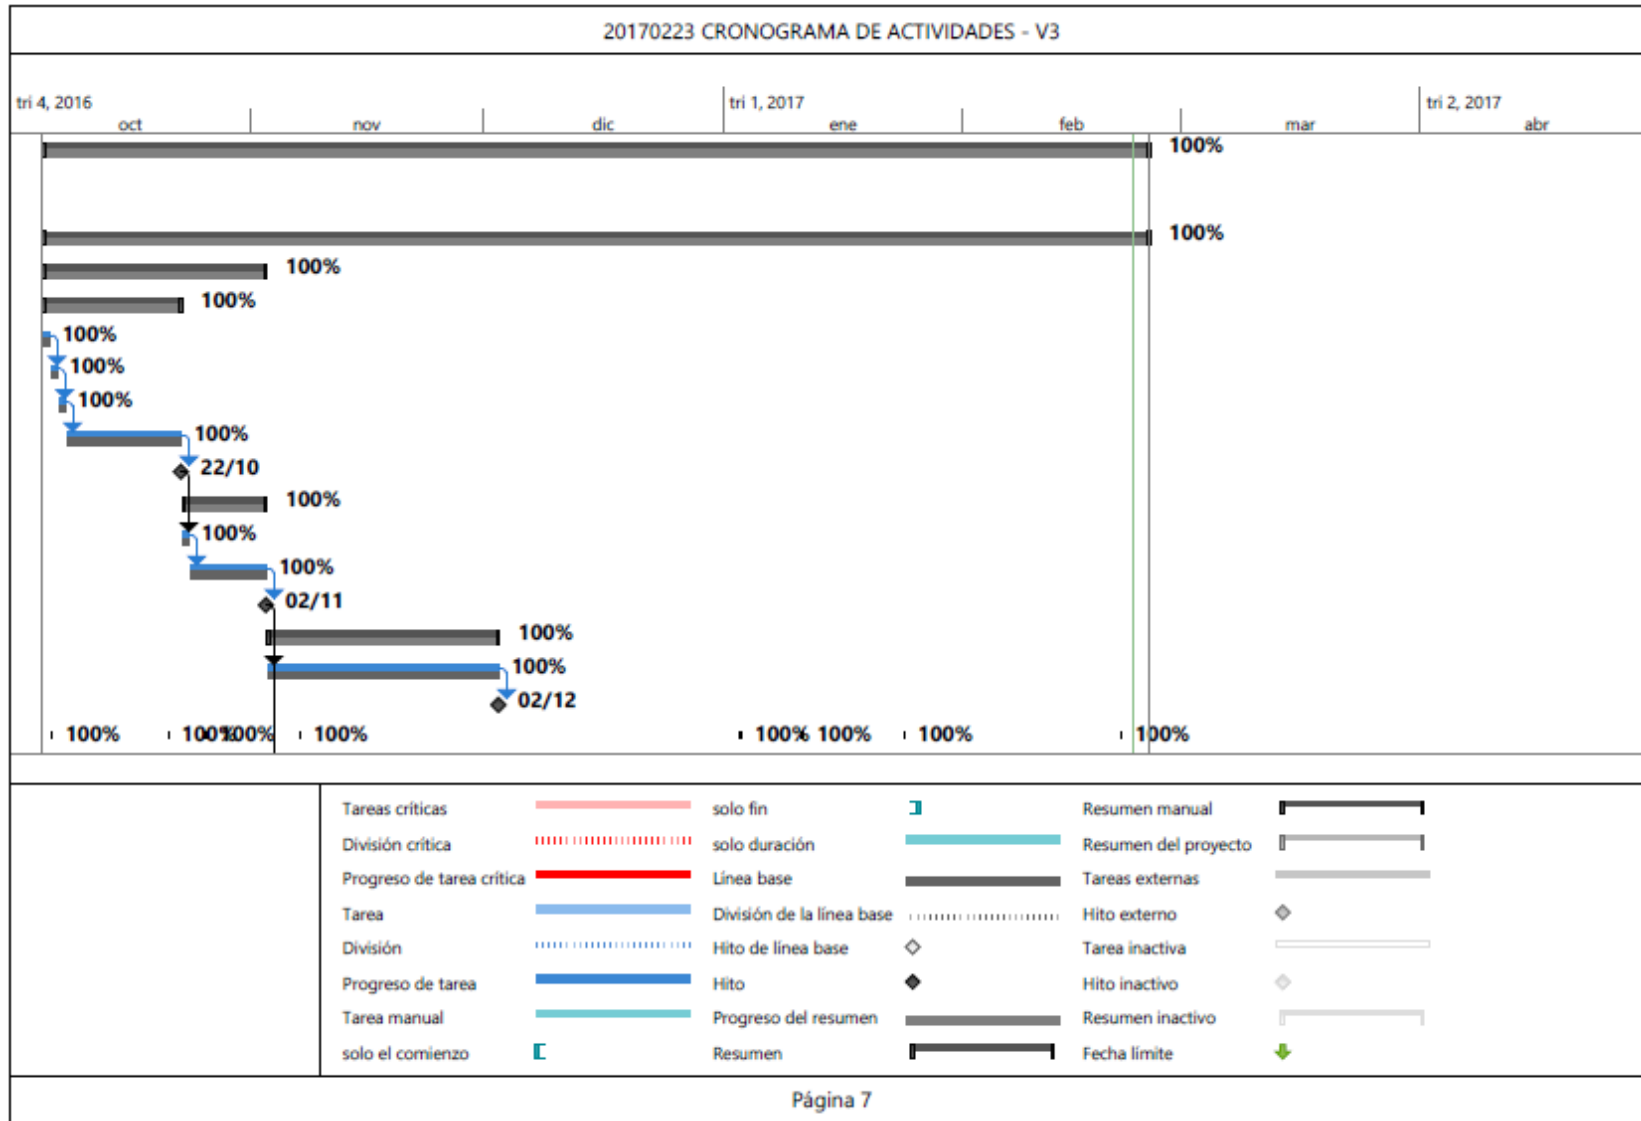 20170223 CRONOGRAMA DE ACTIVIDADES - V3
tri 4, 2016 tri 1, 2017 tri 2, 2017
oct nov dic ene feb mar abr
100%
100%
100%
100%
100%
100%
100%
100%
22/10
100%
100%
100%
02/11
100%
100%
02/12
100% 100% 100% 100% 100% 100% 100% 100%
Tareas críticas solo fin Resumen manual
División crítica solo duración Resumen del proyecto
Progreso de tarea crítica Línea base Tareas externas
Tarea División de la línea base Hito externo
División Hito de línea base Tarea inactiva
Progreso de tarea Hito Hito inactivo
Tarea manual Progreso del resumen Resumen inactivo
solo el comienzo Resumen Fecha límite
Página 7